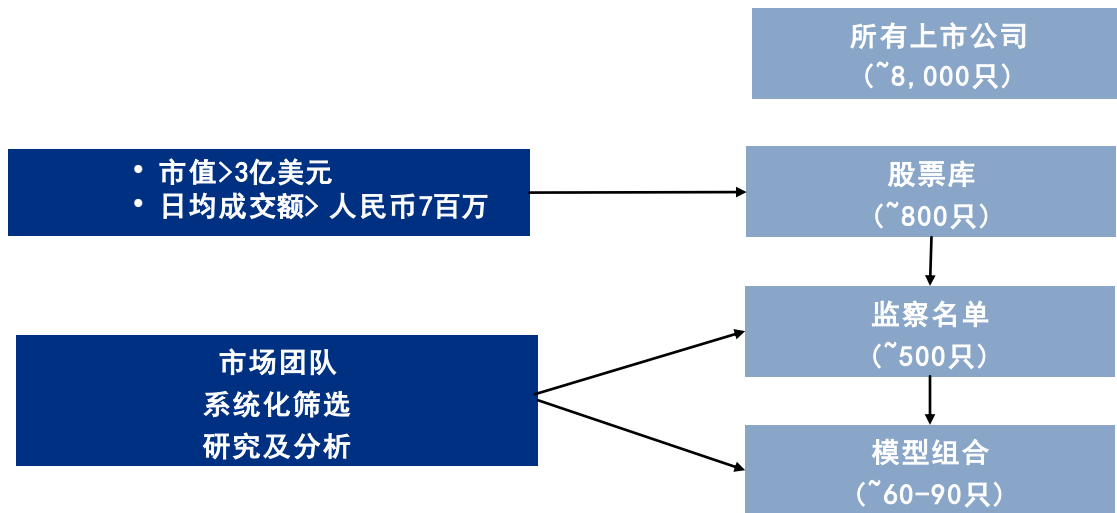 所有上市公司
(~8,000只)
• 市值>3亿美元
• 日均成交额> 人民币7百万
股票库
(~800只)
监察名单
(~500只)
市场团队
系统化筛选
研究及分析
模型组合
(~60-90只)